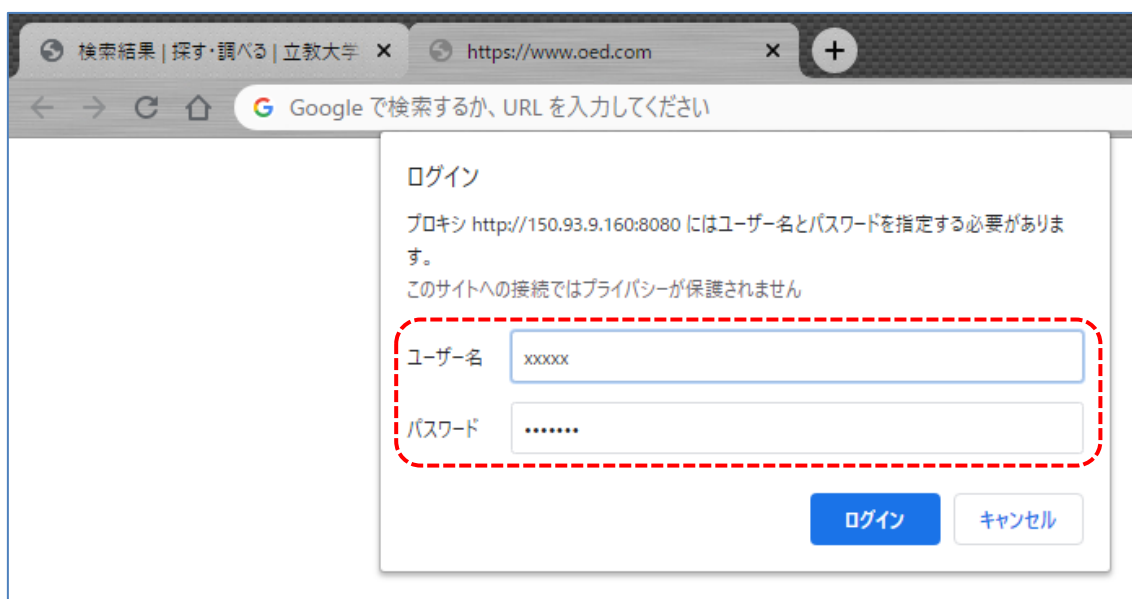 検索結果 | 探す・調べる | 立教大学
https://www.oed.com
Google で検索するか、URL を入力してください
ログイン
プロキシ http://150.93.9.160:8080 にはユーザー名とパスワードを指定する必要がありま
す。
このサイトへの接続ではプライバシーが保護されません
ユーザー名 xxxxx
パスワード •••••••
ログイン キャンセル